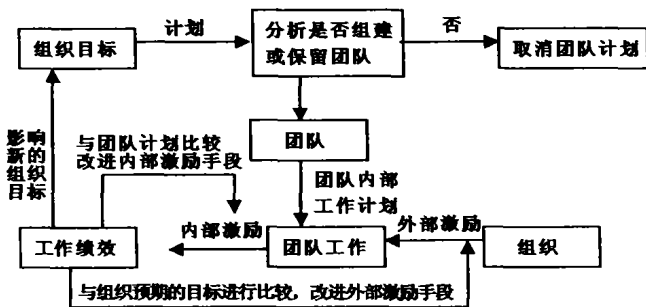 组织目标
计划
分析是否组建
或保留团队
否
取消团队计划
影响
新的
组织
目标
与团队计划比较
改进内部激励手段
团队
团队内部
工作计划
工作绩效
内部激励
团队工作
外部激励
组织
与组织预期的目标进行比较，改进外部激励手段